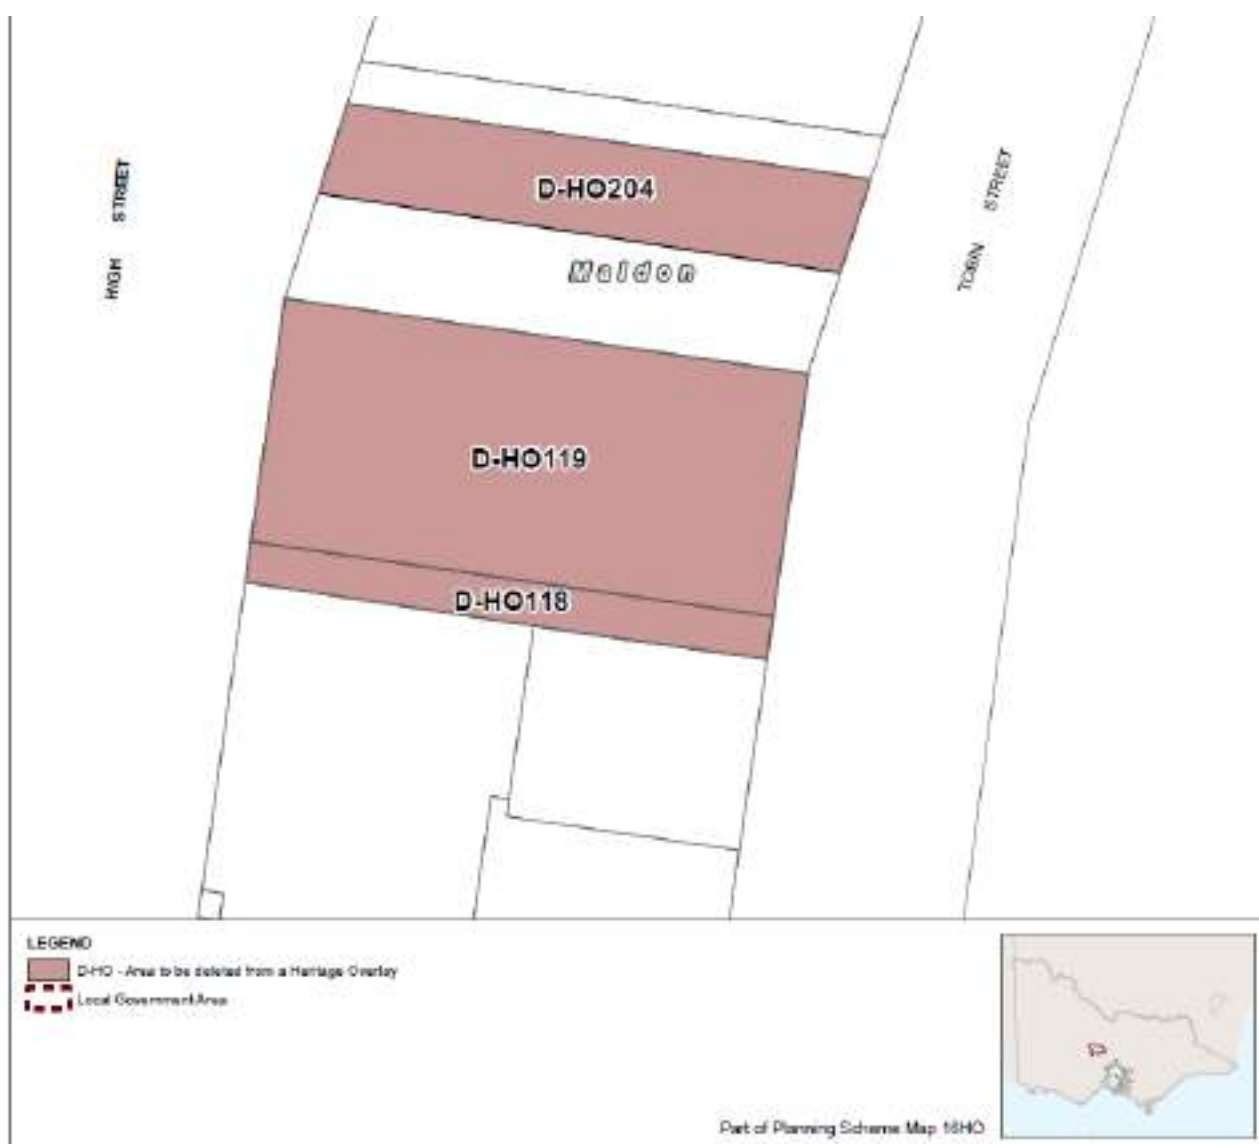 D-HO204
HIGH STREET
TOBIN STREET
Maldon
D-HO119
D-HO118
LEGEND
D-HO - Area to be deleted from a Heritage Overlay
Local Government Area
Part of Planning Scheme Map 16HO